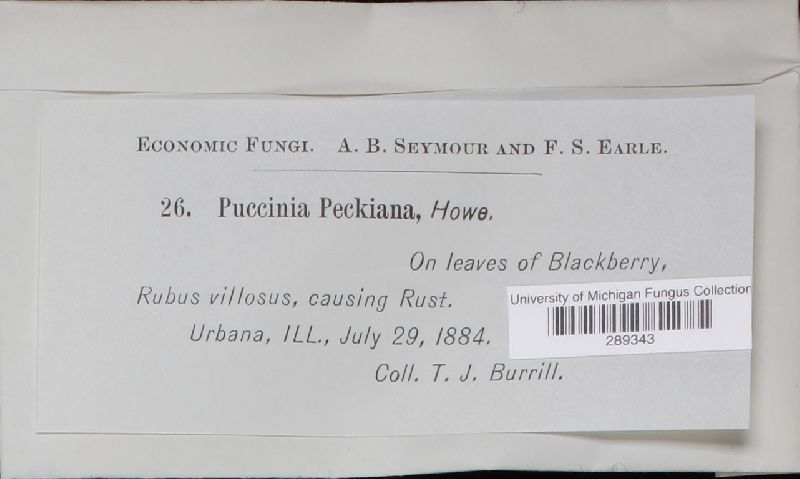 Economic Fungi. A. B. Seymour and F. S. Earle.
26. Puccinia Peckiana, Howe.
On leaves of Blackberry,
Rubus villosus, causing Rust.
Urbana, ILL., July 29, 1884.
Coll. T. J. Burrill.
University of Michigan Fungus Collection
289343